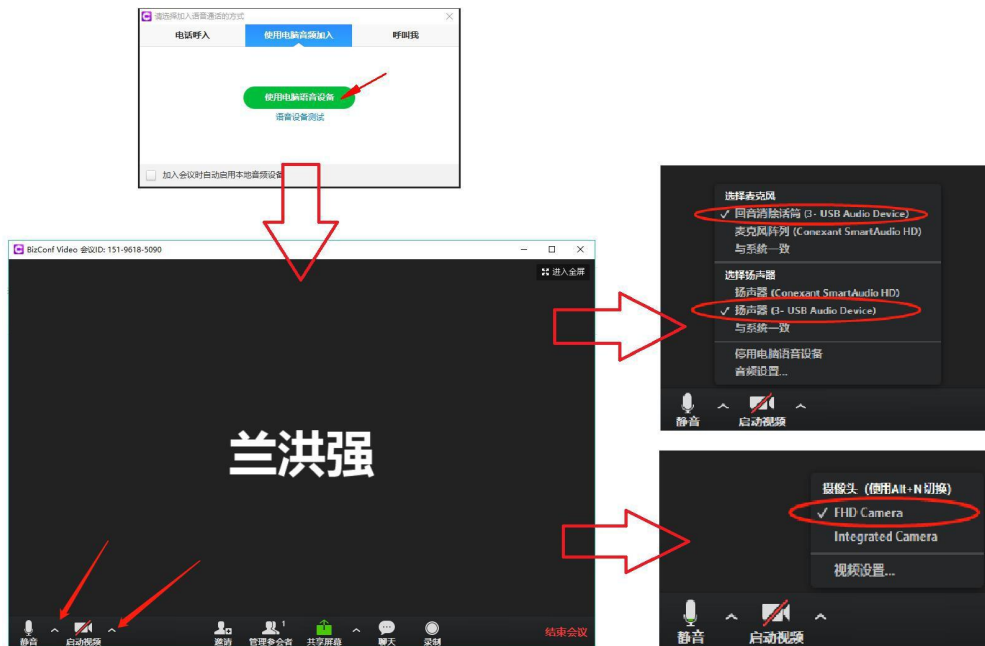 请选择加入语音通话的方式
电话呼入
使用电脑音频加入
呼叫我
使用电脑语音设备
语音设备测试
加入会议时自动启用本地音频设备
BizConf Video 会议ID: 151-9618-5090
进入全屏
兰洪强
静音
启动视频
邀请
1
管理参会者
共享屏幕
聊天
录制
结束会议
选择麦克风
✓ 回音消除话筒 (3- USB Audio Device)
麦克风阵列 (Conexant SmartAudio HD)
与系统一致
选择扬声器
扬声器 (Conexant SmartAudio HD)
✓ 扬声器 (3- USB Audio Device)
与系统一致
停用电脑语音设备
音频设置...
静音
启动视频
摄像头 (使用Alt+N 切换)
✓ FHD Camera
Integrated Camera
视频设置...
静音
启动视频